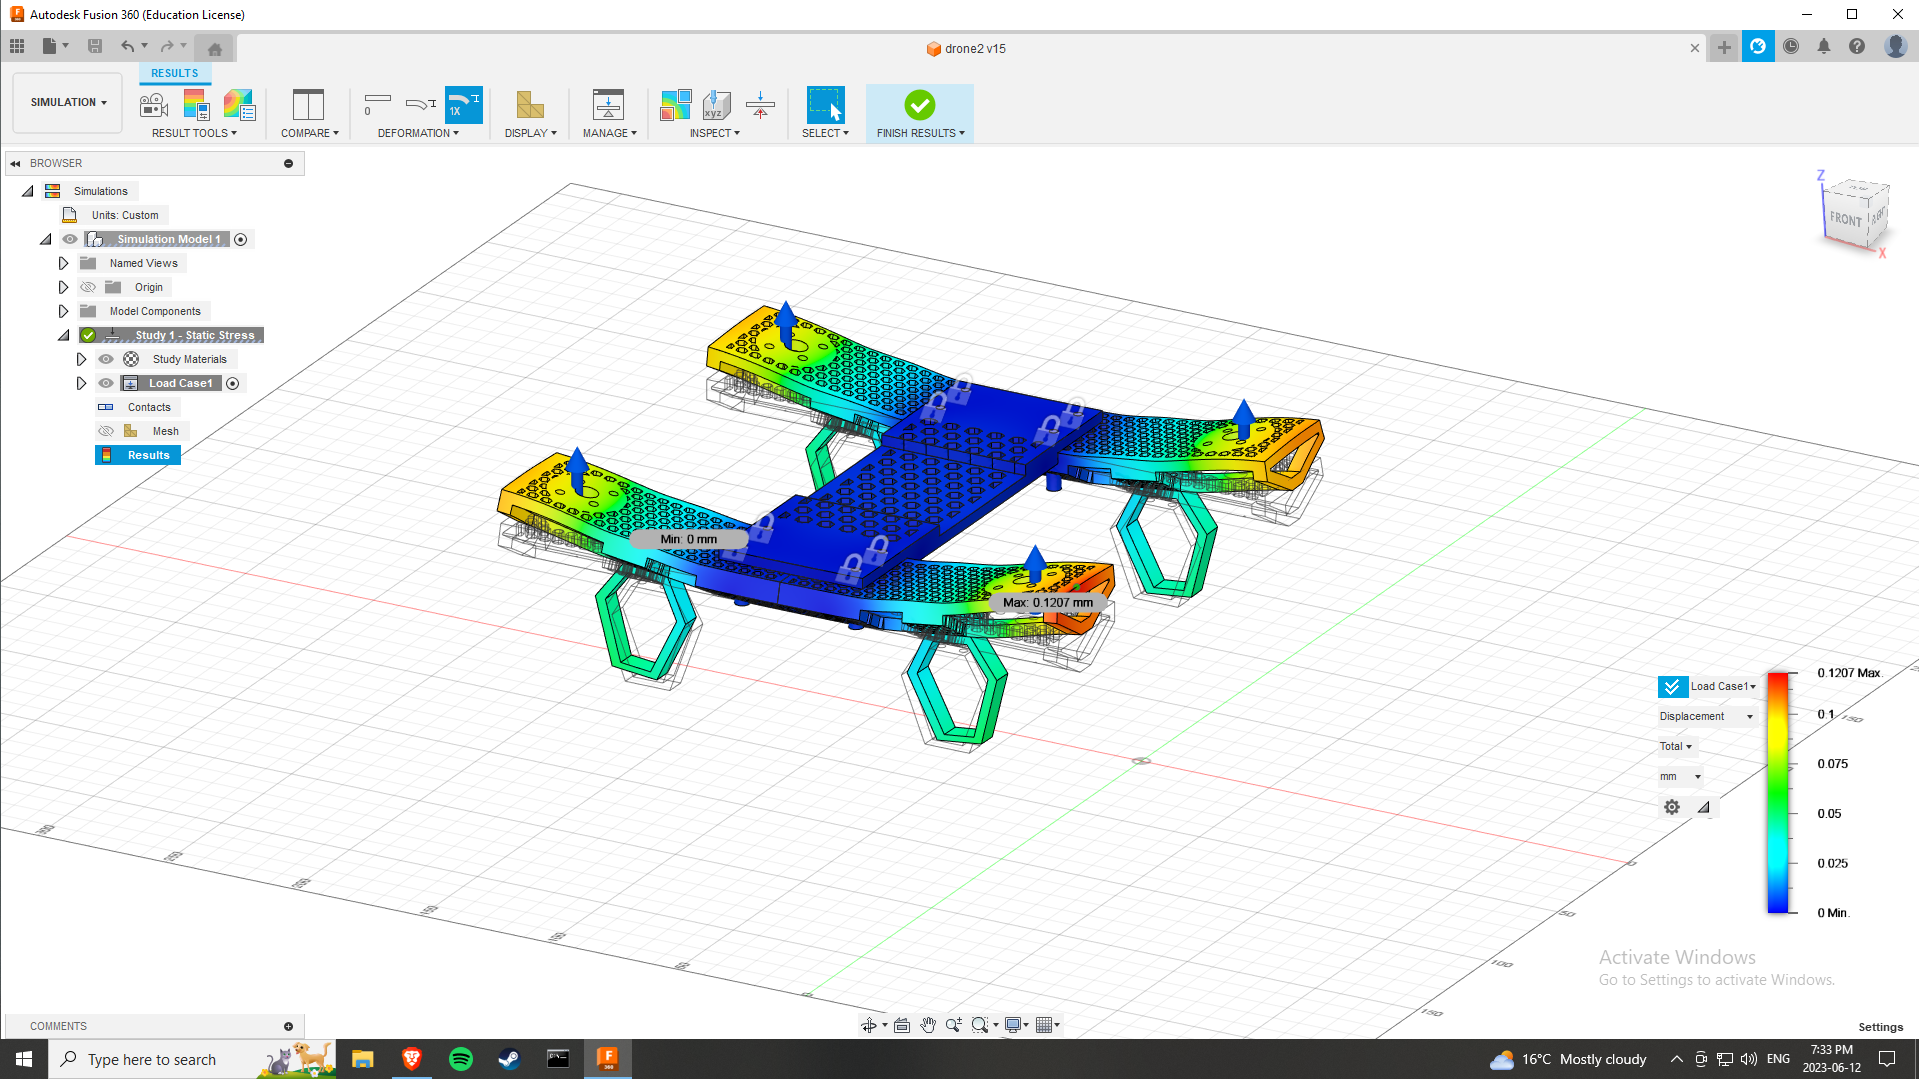 Autodesk Fusion 360 (Education License)
drone2 v15
RESULTS
SIMULATION
0
1X
RESULT TOOLS
COMPARE
DEFORMATION
DISPLAY
MANAGE
INSPECT
SELECT
FINISH RESULTS
BROWSER
Simulations
Units: Custom
Simulation Model 1
Named Views
Origin
Model Components
Study 1 - Static Stress
Study Materials
Load Case1
Contacts
Mesh
Results
Z
FRONT
X
Min: 0 mm
Max: 0.1207 mm
Load Case1
Displacement
Total
mm
0.1207 Max.
0.1
0.075
0.05
0.025
0 Min.
150
50
100
150
Activate Windows
Go to Settings to activate Windows.
COMMENTS
Settings
Type here to search
16°C Mostly cloudy
ENG
7:33 PM
2023-06-12